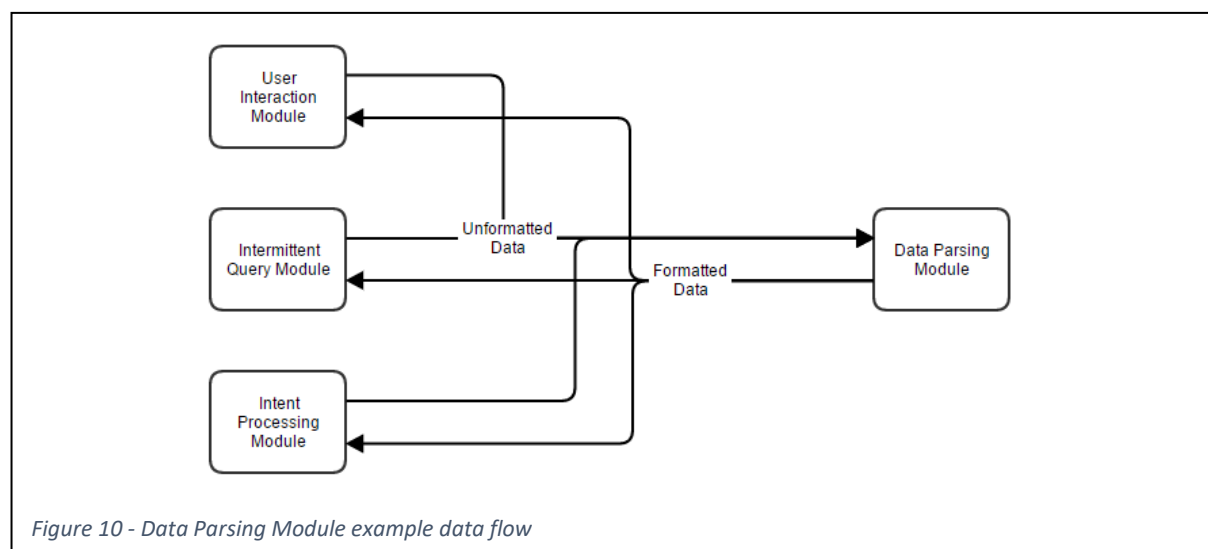 User
Interaction
Module
Intermittent
Query Module
Unformatted
Data
Data Parsing
Module
Formatted
Data
Intent
Processing
Module
Figure 10 - Data Parsing Module example data flow